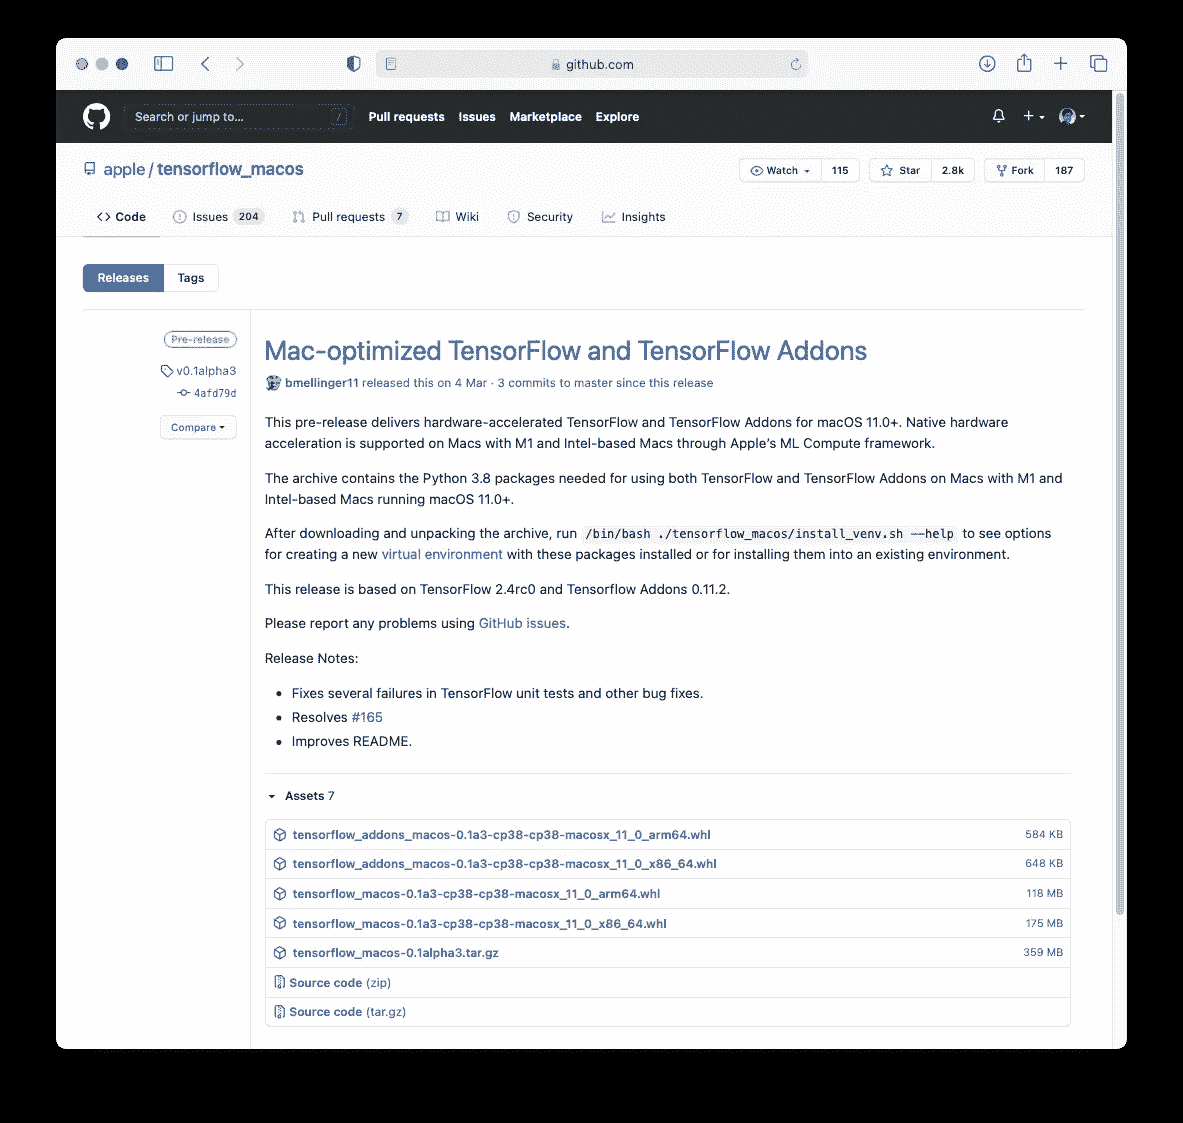 github.com
Search or jump to... /
Pull requests Issues Marketplace Explore
apple / tensorflow_macos
Watch 115 Star 2.8k Fork 187
<> Code Issues 204 Pull requests 7 Wiki Security Insights
Releases Tags
Pre-release
v0.1alpha3
4afd79d
Compare
Mac-optimized TensorFlow and TensorFlow Addons
bmellinger11 released this on 4 Mar · 3 commits to master since this release
This pre-release delivers hardware-accelerated TensorFlow and TensorFlow Addons for macOS 11.0+. Native hardware
acceleration is supported on Macs with M1 and Intel-based Macs through Apple's ML Compute framework.
The archive contains the Python 3.8 packages needed for using both TensorFlow and TensorFlow Addons on Macs with M1 and
Intel-based Macs running macOS 11.0+.
After downloading and unpacking the archive, run /bin/bash ./tensorflow_macos/install_venv.sh --help to see options
for creating a new virtual environment with these packages installed or for installing them into an existing environment.
This release is based on TensorFlow 2.4rc0 and Tensorflow Addons 0.11.2.
Please report any problems using GitHub issues.
Release Notes:
• Fixes several failures in TensorFlow unit tests and other bug fixes.
• Resolves #165
• Improves README.
Assets 7
tensorflow_addons_macos-0.1a3-cp38-cp38-macosx_11_0_arm64.whl 584 KB
tensorflow_addons_macos-0.1a3-cp38-cp38-macosx_11_0_x86_64.whl 648 KB
tensorflow_macos-0.1a3-cp38-cp38-macosx_11_0_arm64.whl 118 MB
tensorflow_macos-0.1a3-cp38-cp38-macosx_11_0_x86_64.whl 175 MB
tensorflow_macos-0.1alpha3.tar.gz 359 MB
Source code (zip)
Source code (tar.gz)